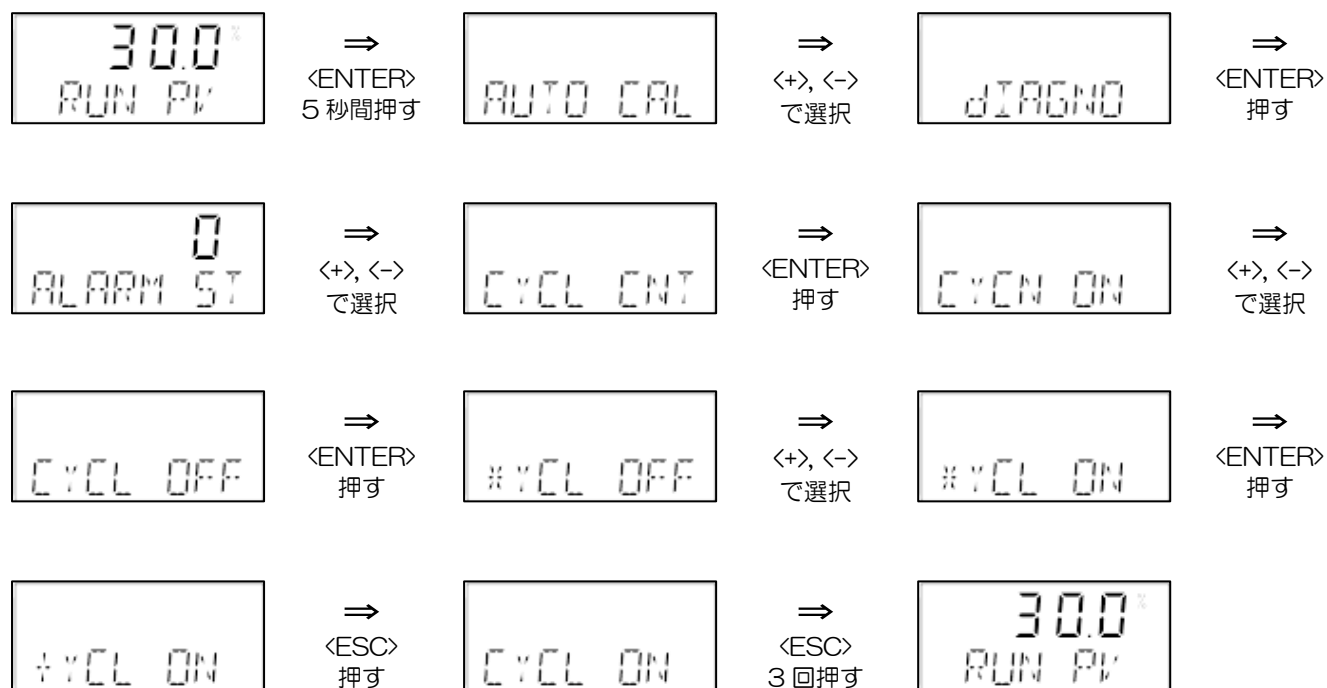 30.0%
RUN PV
⇒
<ENTER>
5 秒間押す
AUTO CAL
⇒
<+>, <->
で選択
dIAGNO
⇒
<ENTER>
押す
0
ALARM ST
⇒
<+>, <->
で選択
CYCL CNT
⇒
<ENTER>
押す
CYCN ON
⇒
<+>, <->
で選択
CYCL OFF
⇒
<ENTER>
押す
*YCL OFF
⇒
<+>, <->
で選択
*YCL ON
⇒
<ENTER>
押す
+YCL ON
⇒
<ESC>
押す
CYCL ON
⇒
<ESC>
3 回押す
30.0%
RUN PV